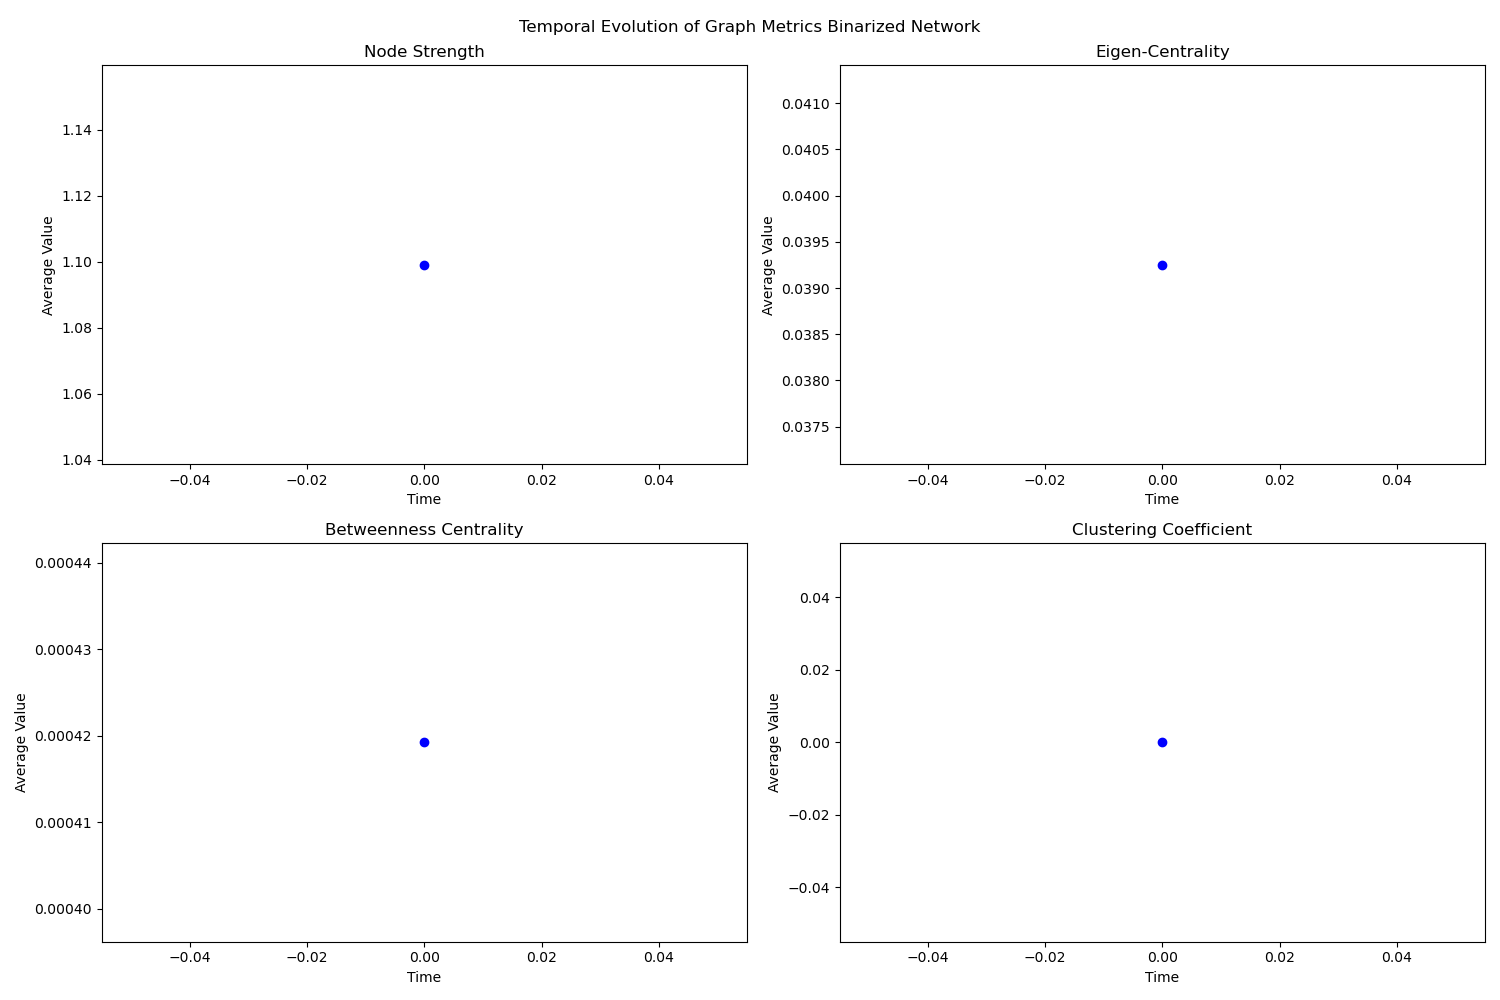 Temporal Evolution of Graph Metrics Binarized Network
Node Strength
Average Value
1.14
1.12
1.10
1.08
1.06
1.04
−0.04 −0.02 0.00 0.02 0.04
Time
Eigen-Centrality
Average Value
0.0410
0.0405
0.0400
0.0395
0.0390
0.0385
0.0380
0.0375
−0.04 −0.02 0.00 0.02 0.04
Time
Betweenness Centrality
Average Value
0.00044
0.00043
0.00042
0.00041
0.00040
−0.04 −0.02 0.00 0.02 0.04
Time
Clustering Coefficient
Average Value
0.04
0.02
0.00
−0.02
−0.04
−0.04 −0.02 0.00 0.02 0.04
Time